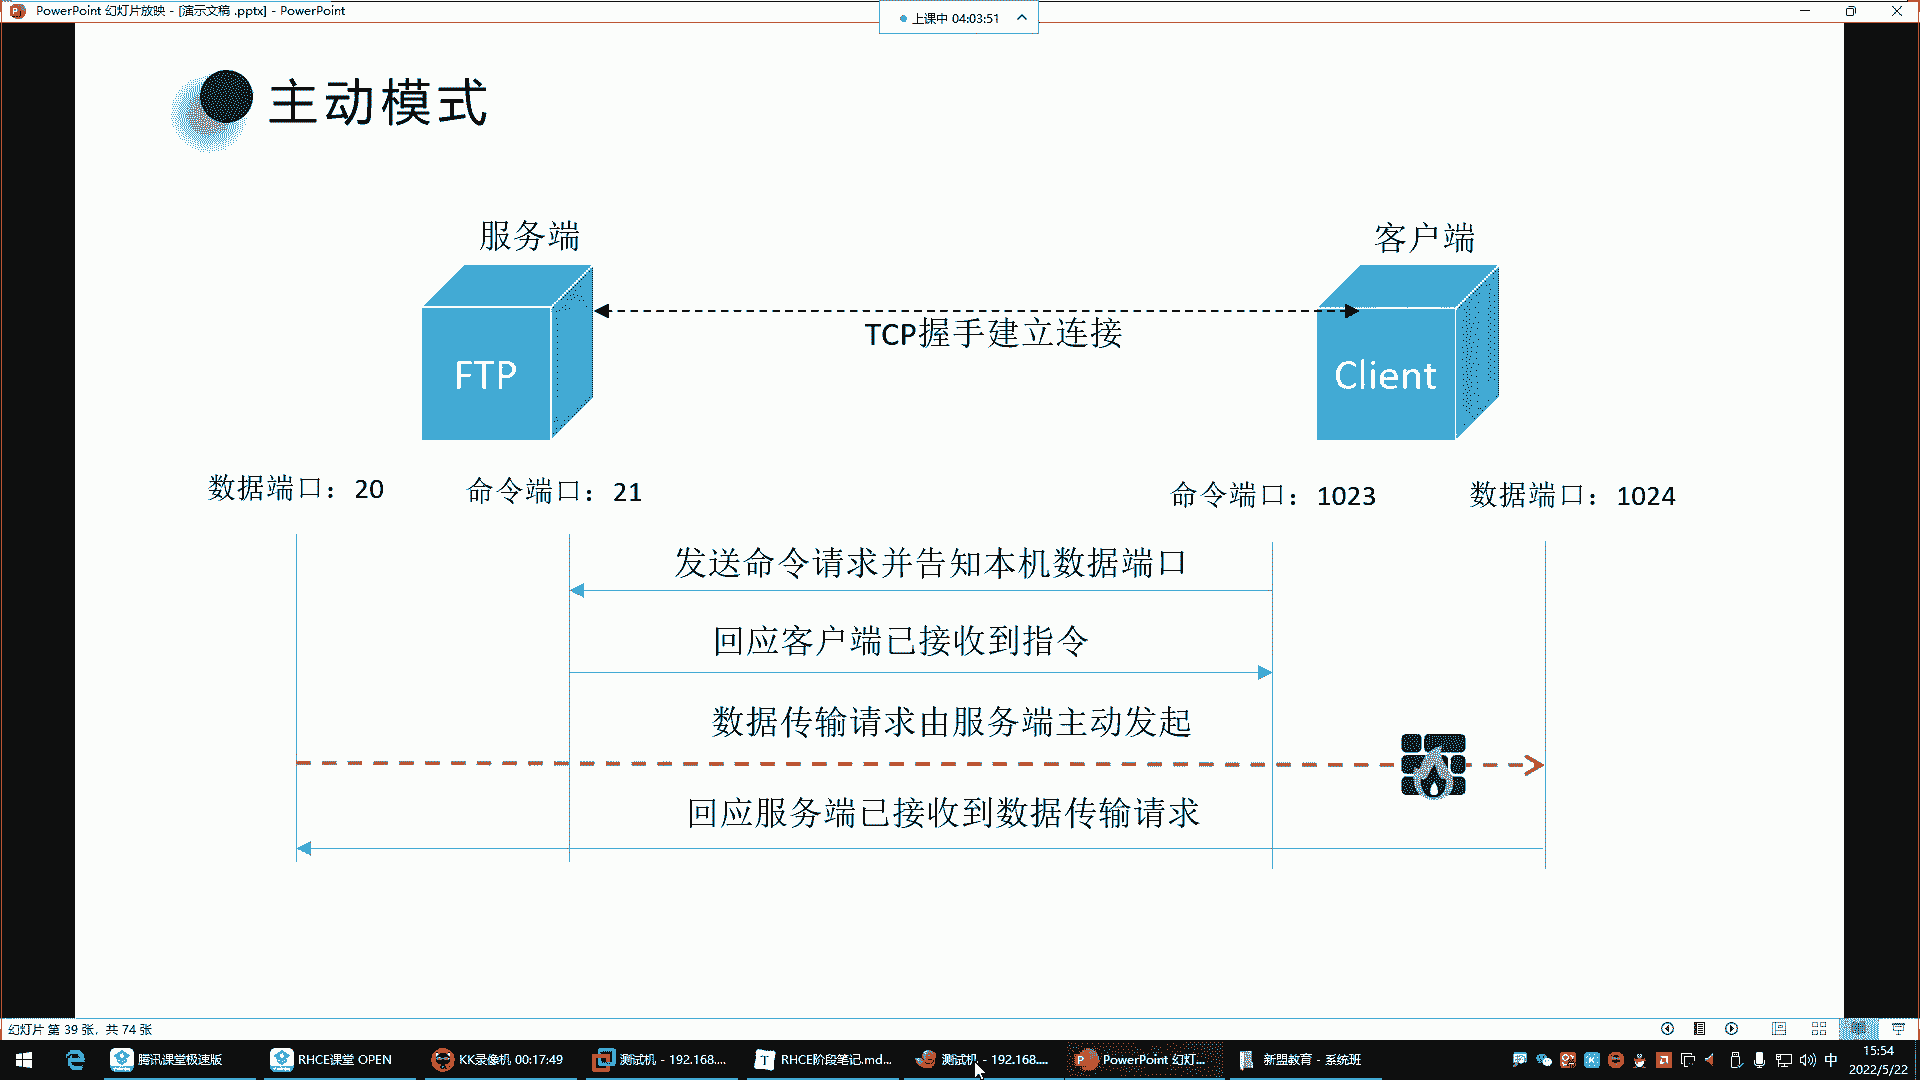 PowerPoint 幻灯片放映 - [演示文稿 .pptx] - PowerPoint
上课中 04:03:51
主动模式
服务端
客户端
TCP握手建立连接
FTP
Client
数据端口：20
命令端口：21
命令端口：1023
数据端口：1024
发送命令请求并告知本机数据端口
回应客户端已接收到指令
数据传输请求由服务端主动发起
回应服务端已接收到数据传输请求
幻灯片 第 39 张，共 74 张
腾讯课堂极速版
RHCE课堂 OPEN
KK录像机 00:17:49
测试机 - 192.168....
RHCE阶段笔记.md...
测试机 - 192.168....
PowerPoint 幻灯...
新盟教育 - 系统班
中
15:54
2022/5/22